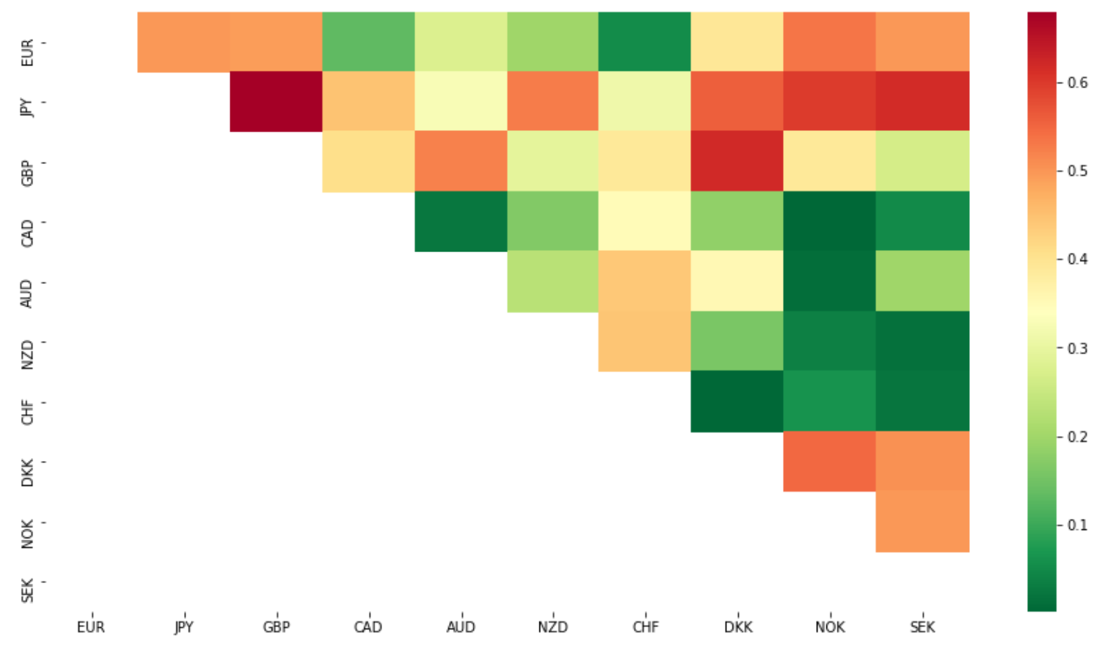 EUR
JPY
GBP
CAD
AUD
NZD
CHF
DKK
NOK
SEK
EUR JPY GBP CAD AUD NZD CHF DKK NOK SEK
0.6
0.5
0.4
0.3
0.2
0.1